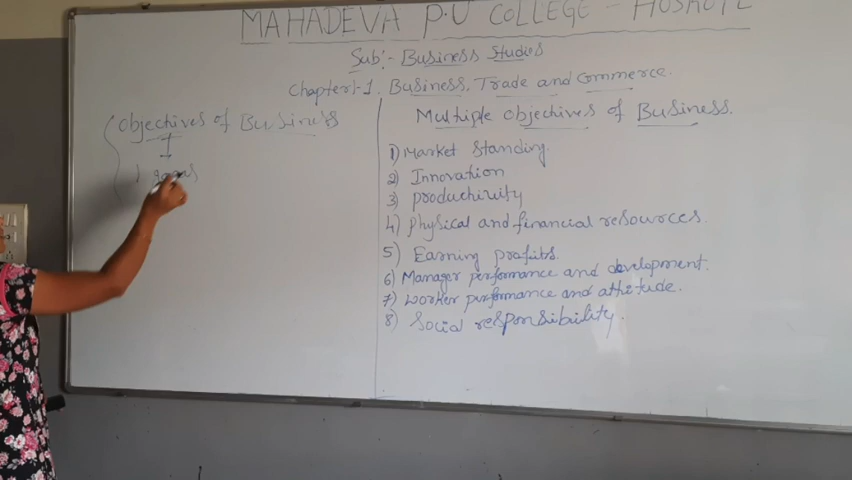 MAHADEVA P.U COLLEGE - HOSKOTE
Sub:- Business Studies
Chapter-1. Business, Trade and Commerce.
Objectives of Business
goals
Multiple Objectives of Business.
1) Market Standing.
2) Innovation
3) productivity
4) Physical and financial resources.
5) Earning profits.
6) Manager performance and development.
7) Worker performance and attitude.
8) Social responsibility.